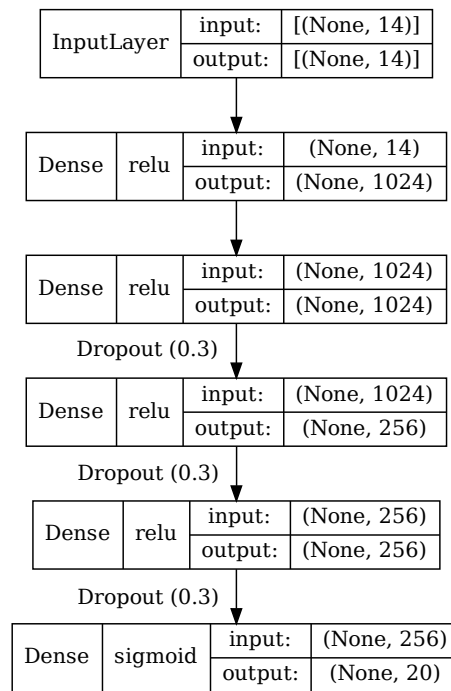 InputLayer input: [(None, 14)]
output: [(None, 14)]
Dense relu input: (None, 14)
output: (None, 1024)
Dense relu input: (None, 1024)
output: (None, 1024)
Dropout (0.3)
Dense relu input: (None, 1024)
output: (None, 256)
Dropout (0.3)
Dense relu input: (None, 256)
output: (None, 256)
Dropout (0.3)
Dense sigmoid input: (None, 256)
output: (None, 20)